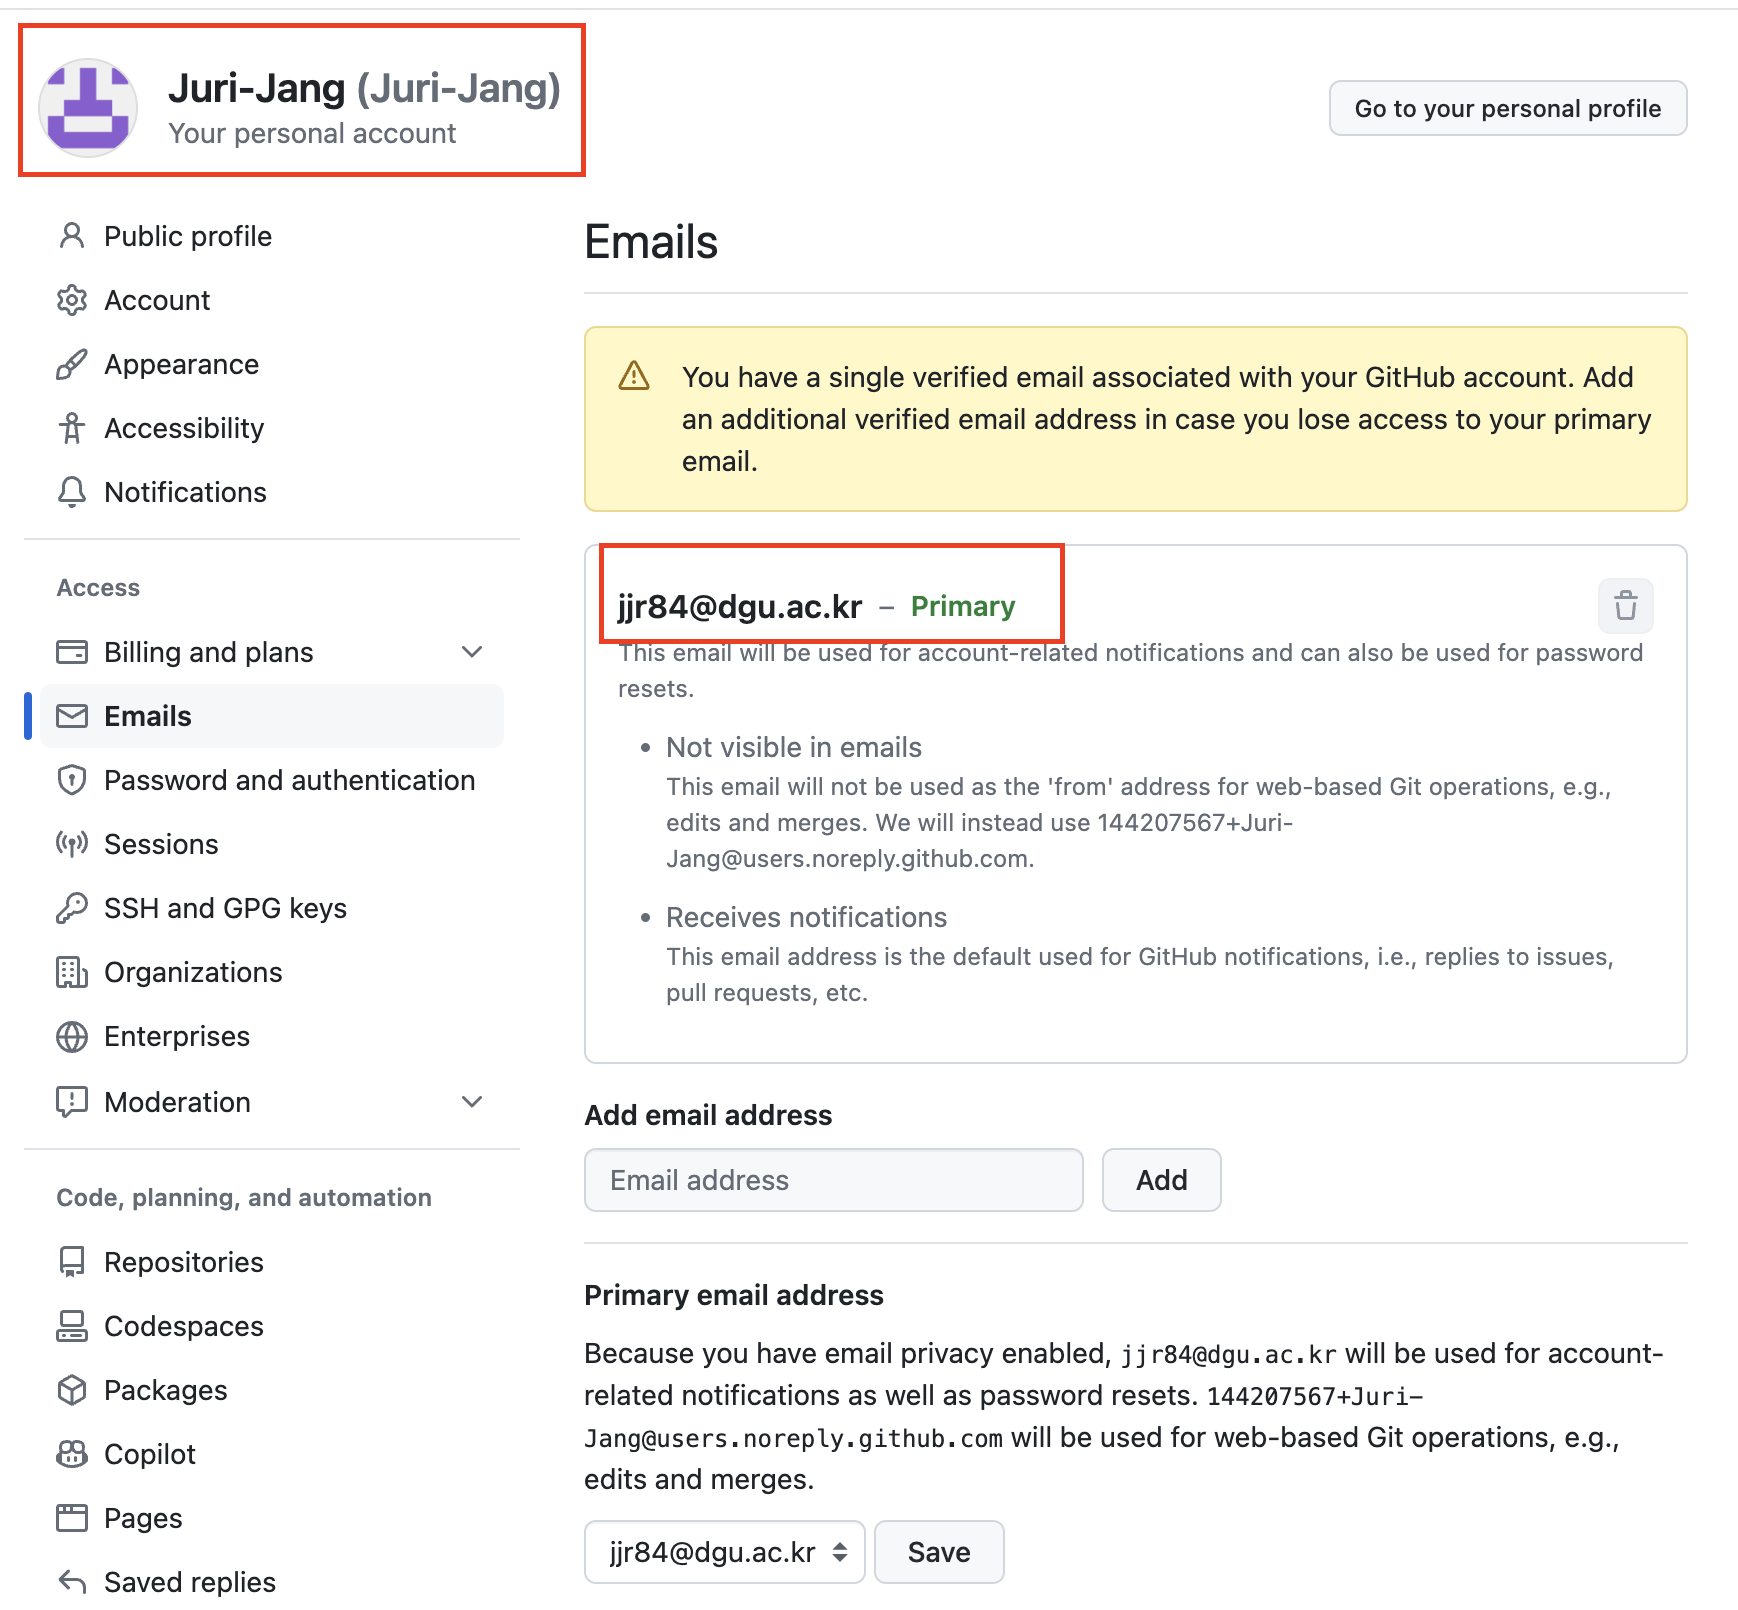 Juri-Jang (Juri-Jang)
Your personal account
Go to your personal profile
Public profile
Account
Appearance
Accessibility
Notifications
Access
Billing and plans
Emails
Password and authentication
Sessions
SSH and GPG keys
Organizations
Enterprises
Moderation
Code, planning, and automation
Repositories
Codespaces
Packages
Copilot
Pages
Saved replies
Emails
You have a single verified email associated with your GitHub account. Add
an additional verified email address in case you lose access to your primary
email.
jjr84@dgu.ac.kr – Primary
This email will be used for account-related notifications and can also be used for password
resets.
• Not visible in emails
This email will not be used as the 'from' address for web-based Git operations, e.g.,
edits and merges. We will instead use 144207567+Juri-
Jang@users.noreply.github.com.
• Receives notifications
This email address is the default used for GitHub notifications, i.e., replies to issues,
pull requests, etc.
Add email address
Email address
Add
Primary email address
Because you have email privacy enabled, jjr84@dgu.ac.kr will be used for account-
related notifications as well as password resets. 144207567+Juri-
Jang@users.noreply.github.com will be used for web-based Git operations, e.g.,
edits and merges.
jjr84@dgu.ac.kr
Save